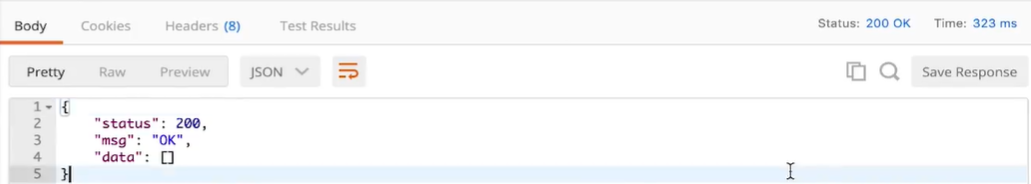 Body Cookies Headers (8) Test Results Status: 200 OK Time: 323 ms
Pretty Raw Preview JSON Save Response
1 {
2 "status": 200,
3 "msg": "OK",
4 "data": []
5 }